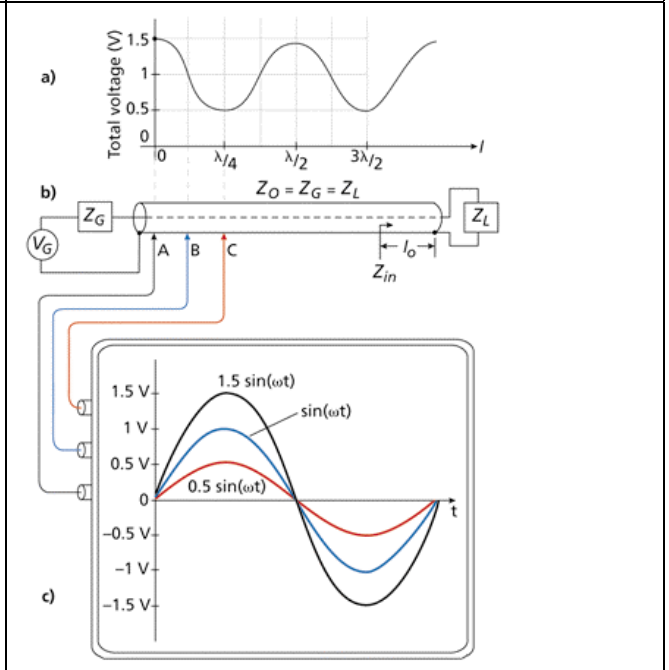 a)
Total voltage (V)
1.5
1
0.5
0
0
λ/4
λ/2
3λ/2
l
b)
Z_O = Z_G = Z_L
Z_G
V_G
A
B
C
l_o
Z_in
Z_L
c)
1.5 V
1 V
0.5 V
0
–0.5 V
–1 V
–1.5 V
1.5 sin(ωt)
sin(ωt)
0.5 sin(ωt)
t